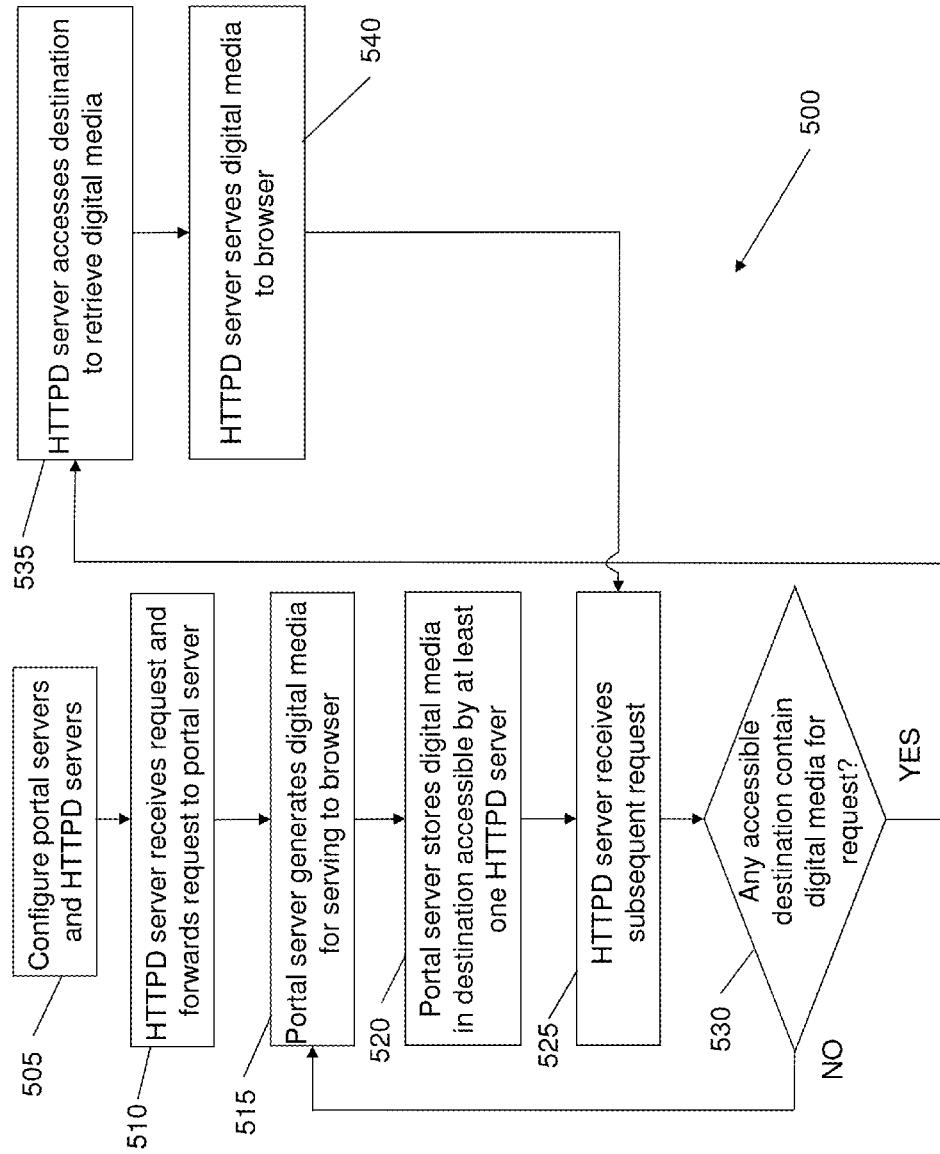 505
Configure portal servers
and HTTPD servers
510
HTTPD server receives request and
forwards request to portal server
515
Portal server generates digital media
for serving to browser
520
Portal server stores digital media
in destination accessible by at least
one HTTPD server
525
HTTPD server receives
subsequent request
530
Any accessible
destination contain
digital media for
request?
NO
YES
535
HTTPD server accesses destination
to retrieve digital media
HTTPD server serves digital media
to browser
540
500